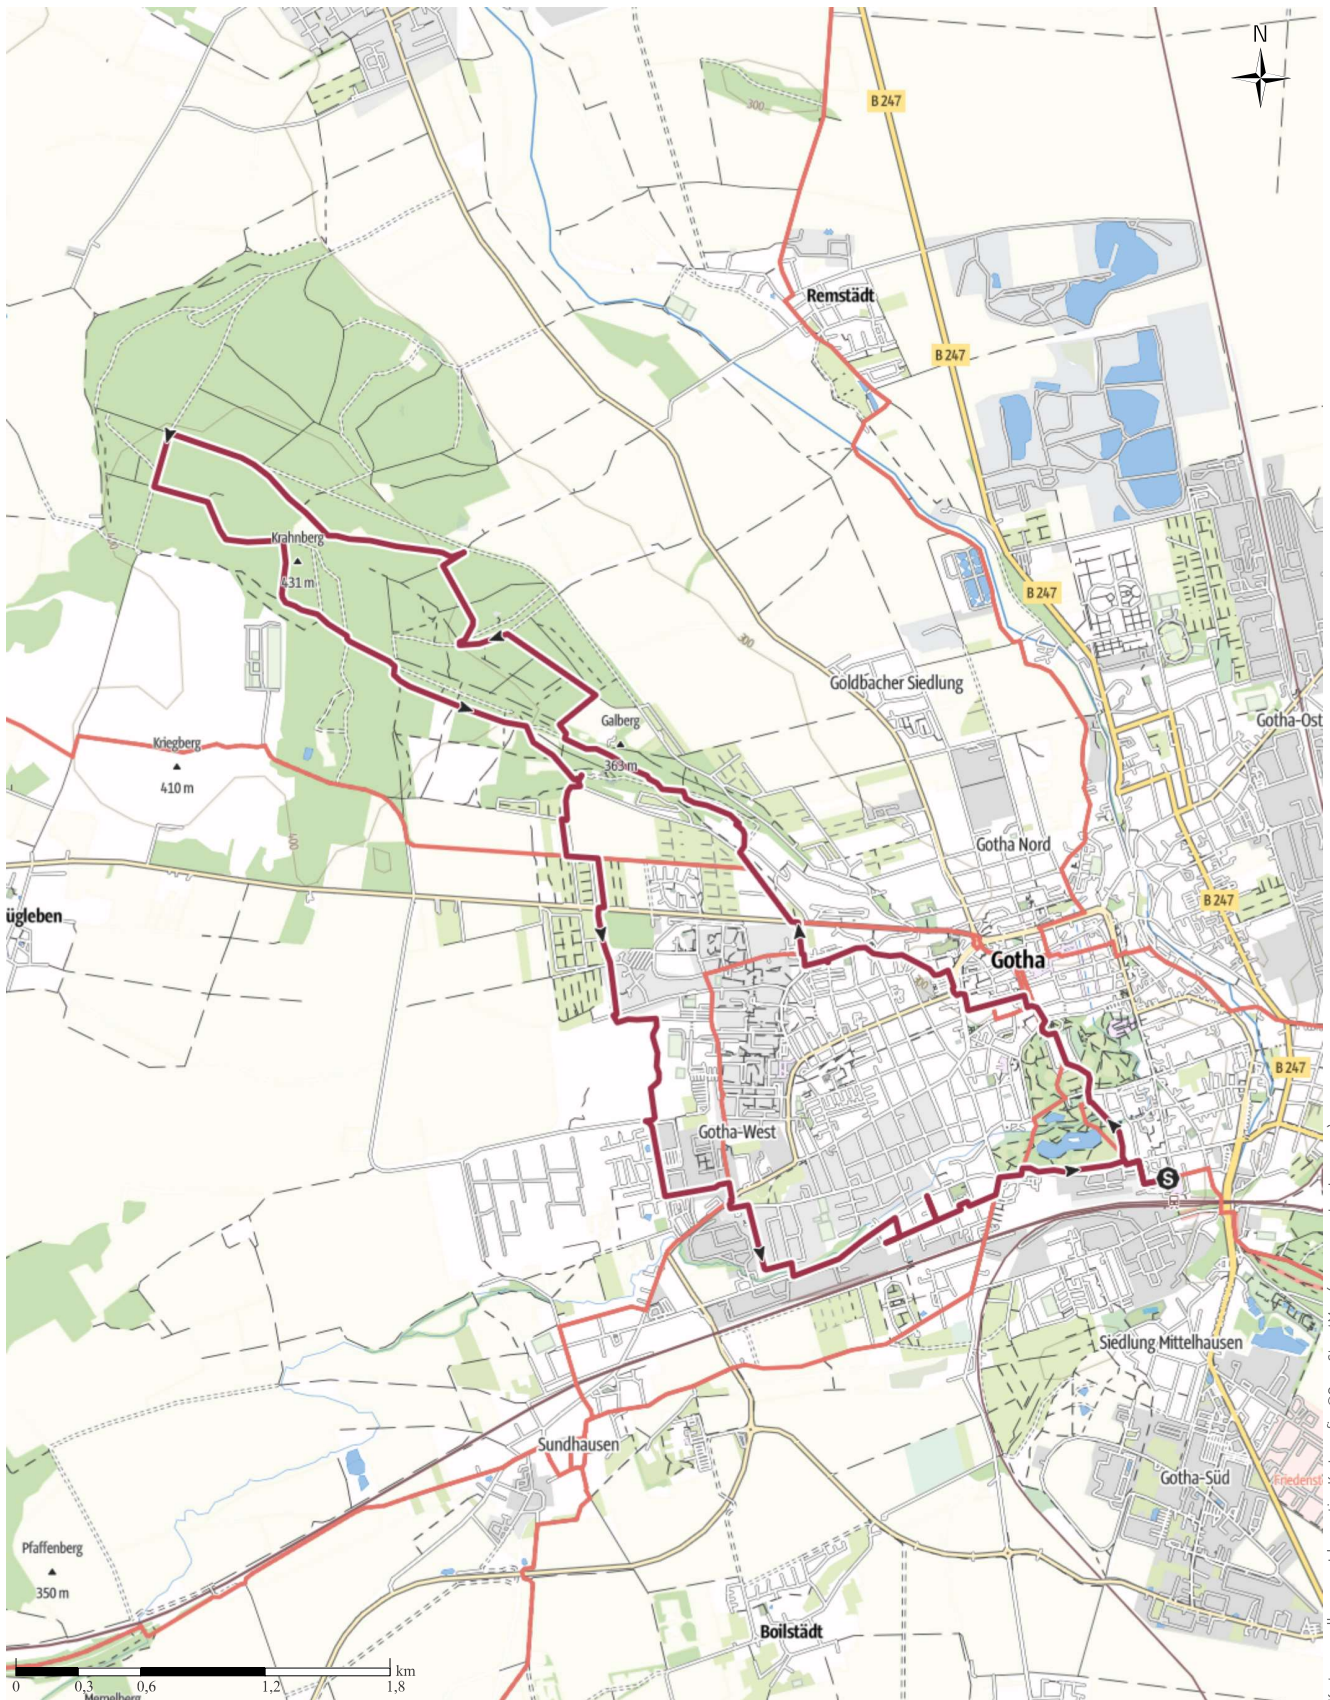 N
B 247
300
Remstädt
B 247
Krahnberg
431 m
B 247
300
Goldbacher Siedlung
Galberg
363 m
Gotha-Ost
Kriegberg
410 m
Gotha Nord
B 247
ügleben
Gotha
B 247
Gotha-West
S
Siedlung Mittelhausen
Sundhausen
Gotha-Süd
Friedenst
Pfaffenberg
350 m
Boilstädt
km
0 0,3 0,6 1,2 1,8